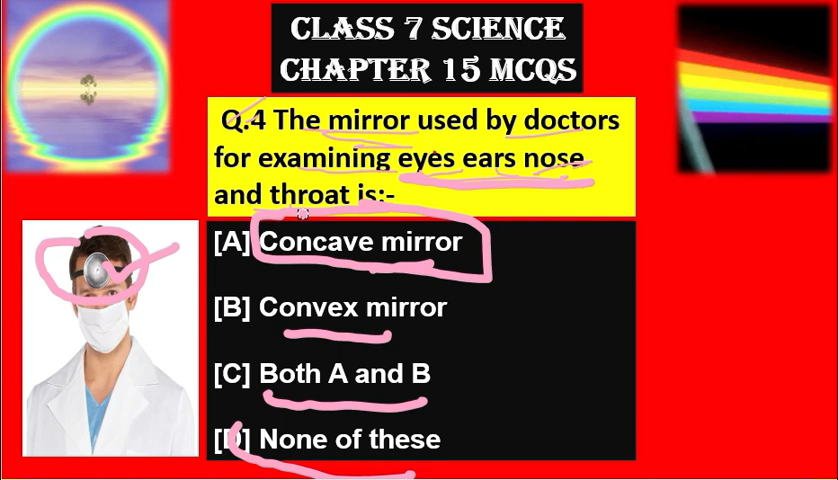 CLASS 7 SCIENCE
CHAPTER 15 MCQS
Q.4 The mirror used by doctors
for examining eyes ears nose
and throat is:-
[A] Concave mirror
[B] Convex mirror
[C] Both A and B
[D] None of these